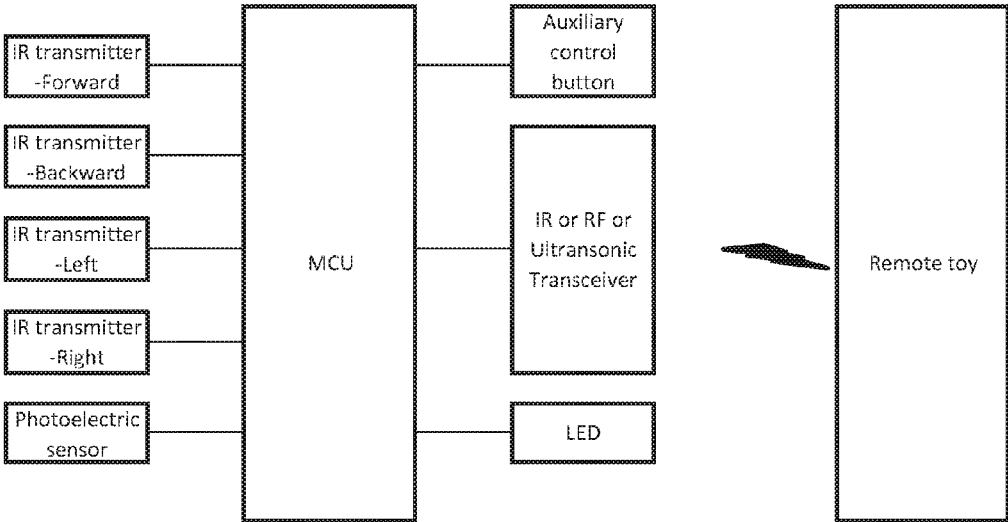 IR transmitter
-Forward
IR transmitter
-Backward
IR transmitter
-Left
IR transmitter
-Right
Photoelectric
sensor
MCU
Auxiliary
control
button
IR or RF or
Ultransonic
Transceiver
LED
Remote toy